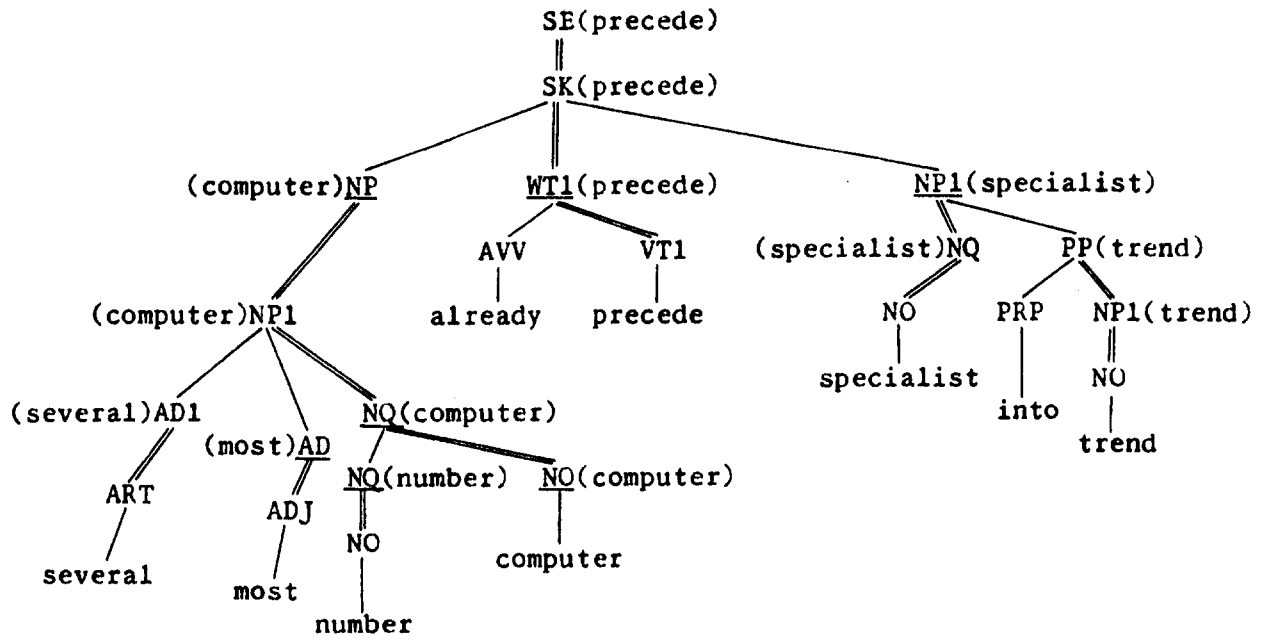 SE(precede)
SK(precede)
(computer)NP WT1(precede) NP1(specialist)
AVV VT1 (specialist)NQ PP(trend)
(computer)NP1 already precede NO PRP NP1(trend)
specialist NO
(several)AD1 NQ(computer) into
(most)AD trend
NQ(number) NO(computer)
ART
ADJ
NO
computer
several
most
number